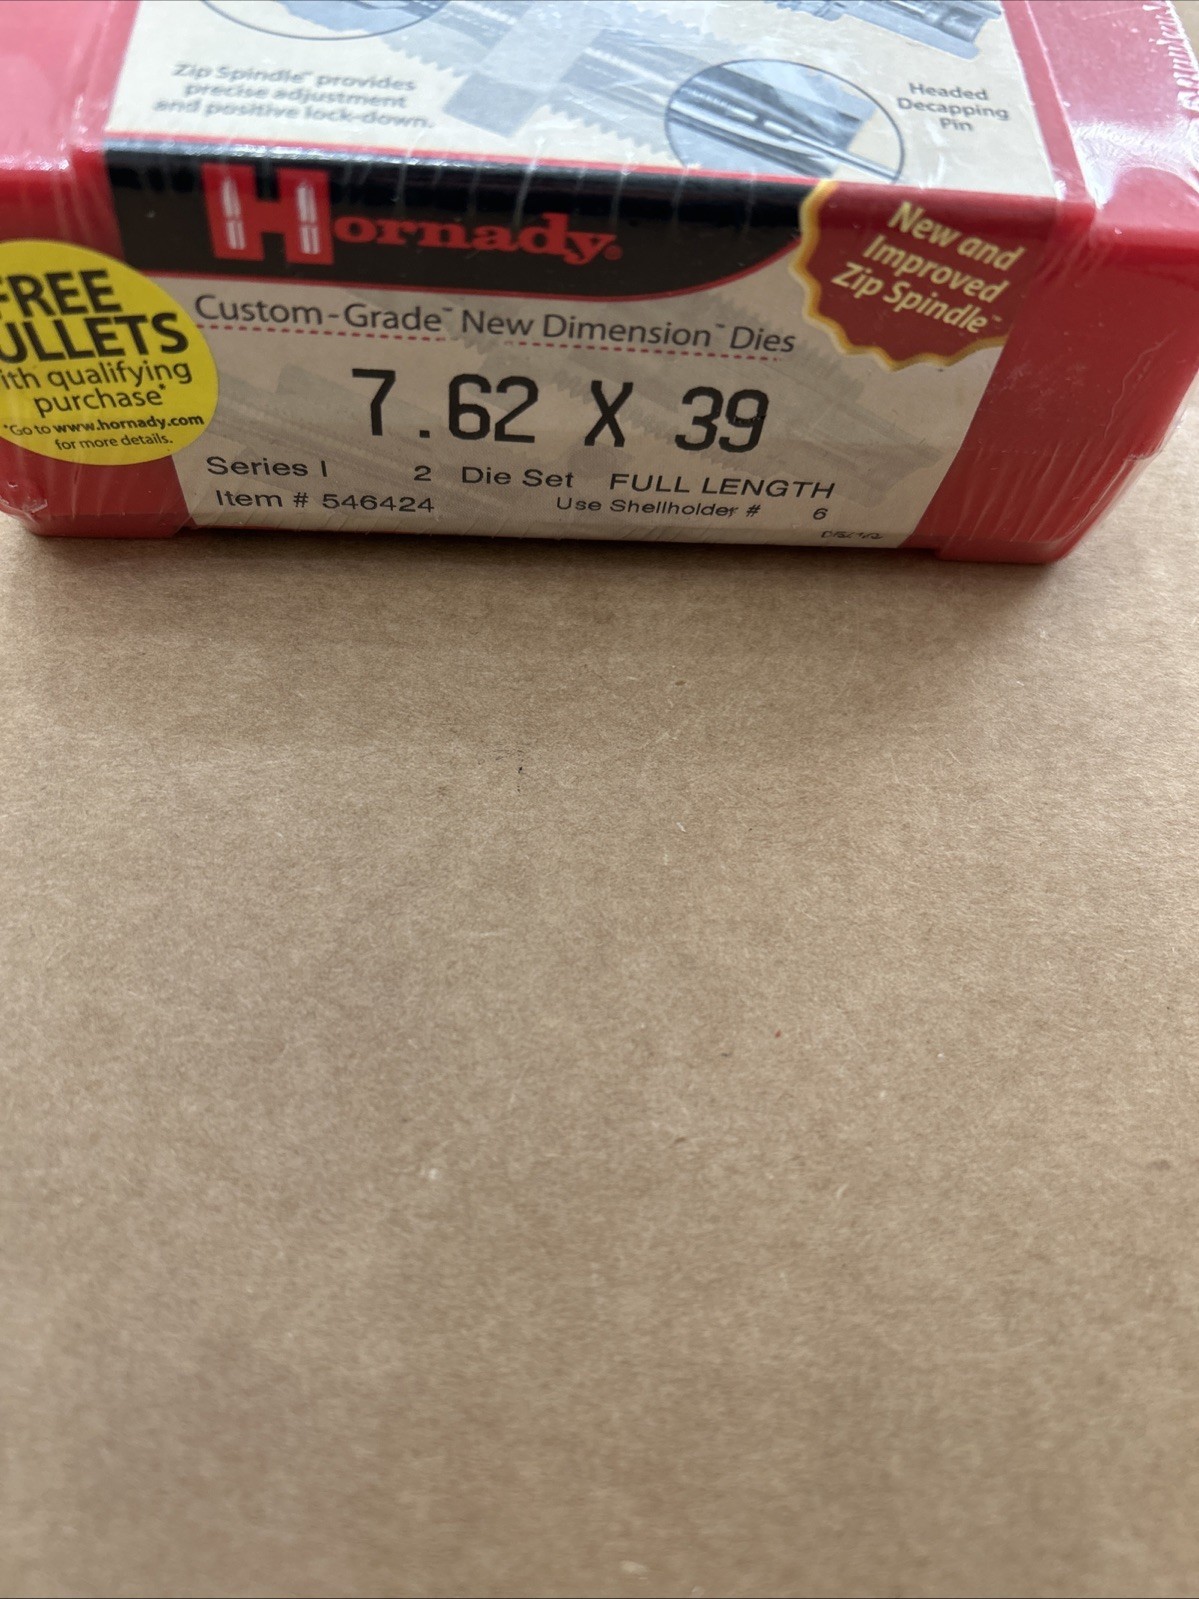 Zip Spindle™ provides
precise adjustment
and positive lock-down.
Headed
Decapping
Pin
Hornady®
New and
Improved
Zip Spindle™
FREE
ULLETS
ith qualifying
purchase*
*Go to www.hornady.com
for more details.
Custom-Grade™ New Dimension™ Dies
7.62 X 39
Series I 2 Die Set FULL LENGTH
Item # 546424 Use Shellholder # 6